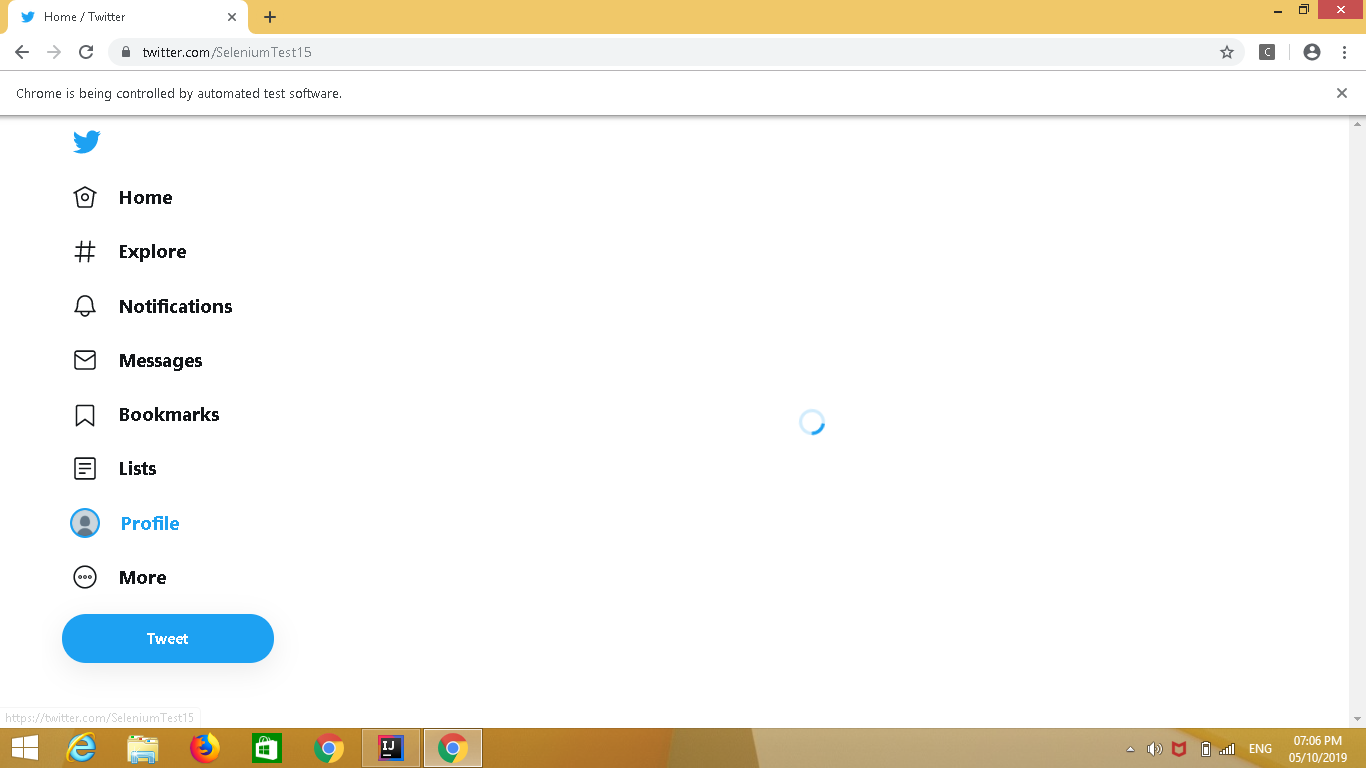 Home / Twitter
twitter.com/SeleniumTest15
C
Chrome is being controlled by automated test software.
Home
Explore
Notifications
Messages
Bookmarks
Lists
Profile
More
Tweet
https://twitter.com/SeleniumTest15
IJ
ENG
07:06 PM
05/10/2019